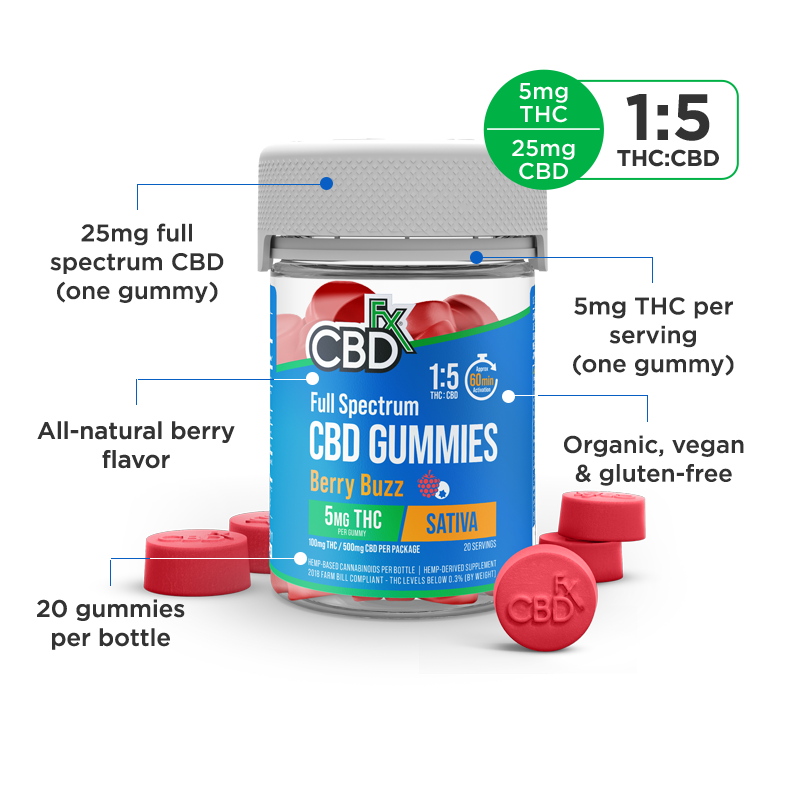 5mg
THC
25mg
CBD
1:5
THC:CBD
25mg full
spectrum CBD
(one gummy)
5mg THC per
serving
(one gummy)
All-natural berry
flavor
Organic, vegan
& gluten-free
20 gummies
per bottle
CBD FX
1:5
THC:CBD
Approx
60min
Activation
Full Spectrum
CBD GUMMIES
Berry Buzz
5MG THC
PER GUMMY
SATIVA
100mg THC / 500mg CBD PER PACKAGE
20 SERVINGS
HEMP-BASED CANNABINOIDS PER BOTTLE | HEMP-DERIVED SUPPLEMENT
2018 FARM BILL COMPLIANT - THC LEVELS BELOW 0.3% (BY WEIGHT)
CBD
CBD FX